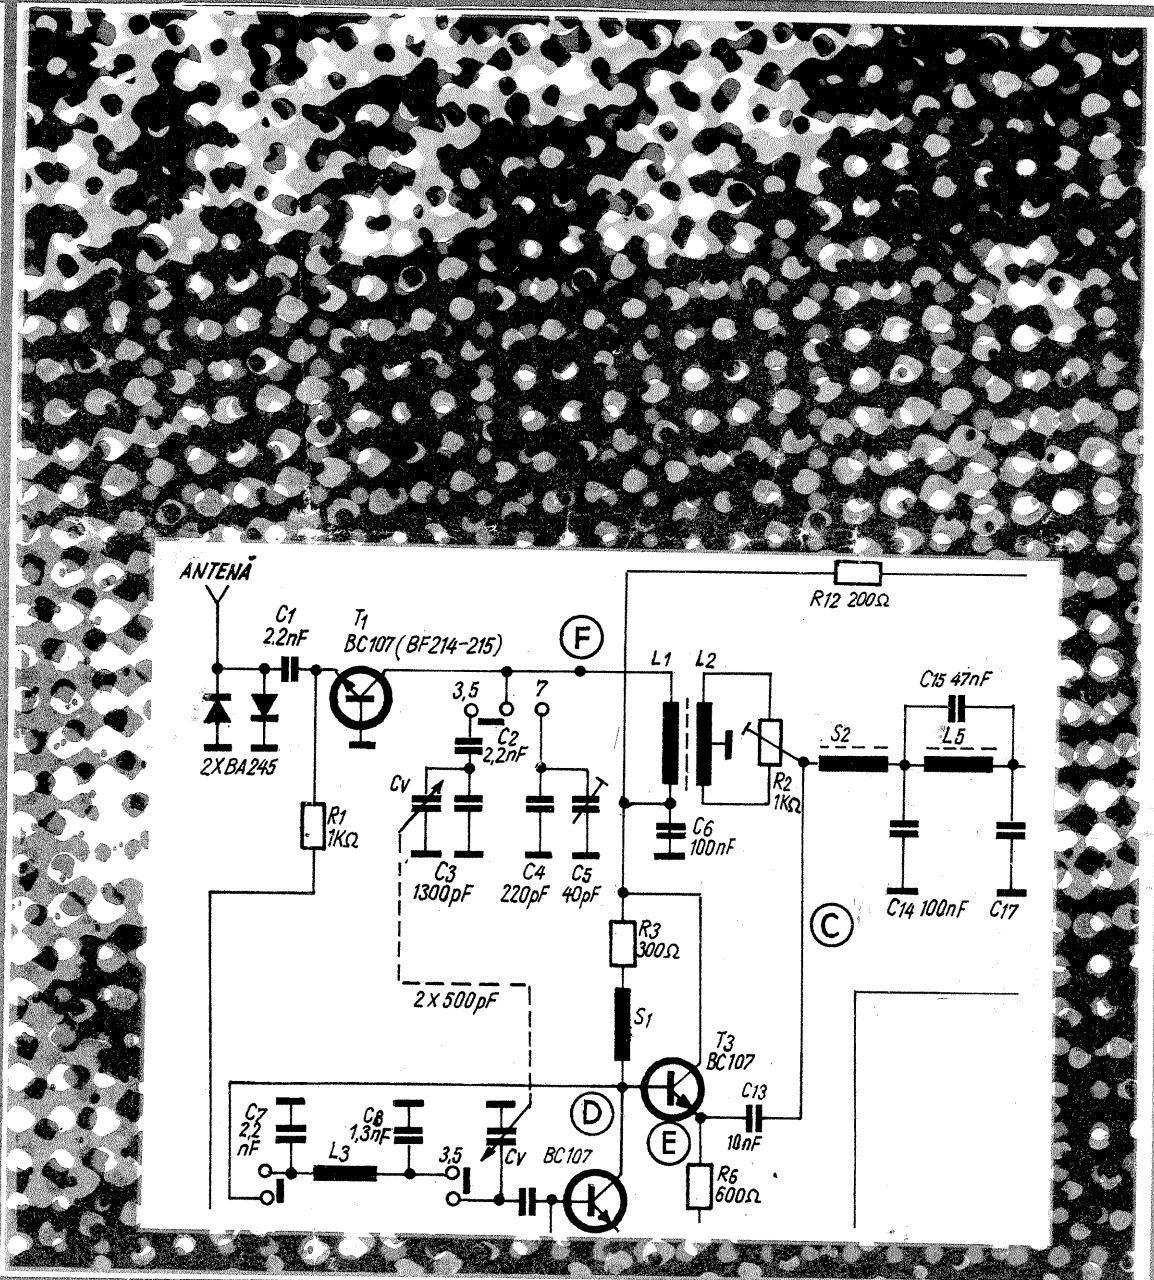 ANTENĂ
C1
2.2nF
T1
BC107 (BF214-215)
F
R12 200Ω
L1
L2
C15 47nF
3,5
7
C2
2,2nF
S2
L5
2XBA245
Cv
R2
1KΩ
R1
1KΩ
C6
100nF
C3
1300pF
C4
220pF
C5
40pF
C14 100nF
C17
C
R3
300Ω
2 X 500pF
S1
T3
BC107
C7
2,2
nF
C8
1,3nF
D
C13
10nF
E
L3
3,5
Cv
BC107
R6
600Ω